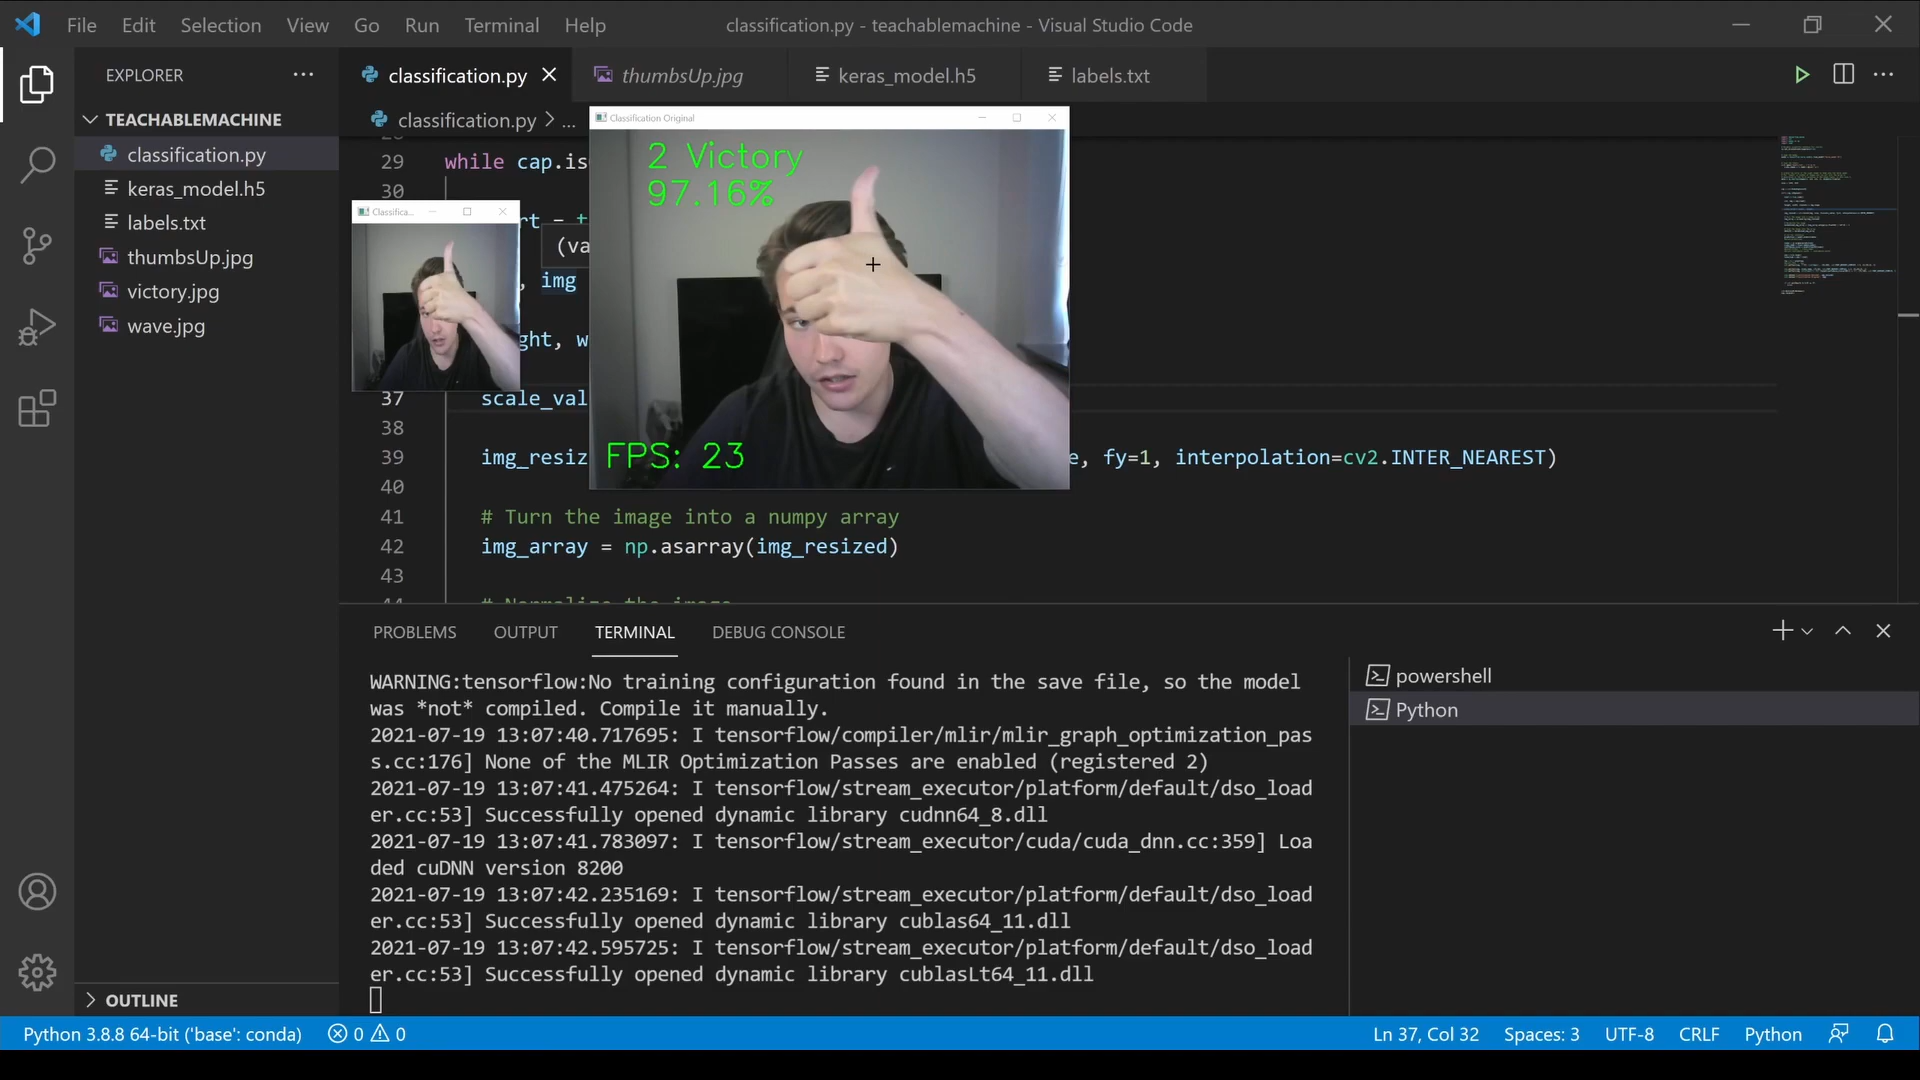 File Edit Selection View Go Run Terminal Help
classification.py - teachablemachine - Visual Studio Code
EXPLORER
TEACHABLEMACHINE
classification.py
keras_model.h5
labels.txt
thumbsUp.jpg
victory.jpg
wave.jpg
OUTLINE
classification.py
thumbsUp.jpg
keras_model.h5
labels.txt
classification.py > ...
29 while cap.is
30
rt = t
(va
, img
ght, w
37 scale_val
38
39 img_resiz e, fy=1, interpolation=cv2.INTER_NEAREST)
40
41 # Turn the image into a numpy array
42 img_array = np.asarray(img_resized)
43
Classifica...
Classification Original
2 Victory
97.16%
FPS: 23
PROBLEMS OUTPUT TERMINAL DEBUG CONSOLE
WARNING:tensorflow:No training configuration found in the save file, so the model
was *not* compiled. Compile it manually.
2021-07-19 13:07:40.717695: I tensorflow/compiler/mlir/mlir_graph_optimization_pas
s.cc:176] None of the MLIR Optimization Passes are enabled (registered 2)
2021-07-19 13:07:41.475264: I tensorflow/stream_executor/platform/default/dso_load
er.cc:53] Successfully opened dynamic library cudnn64_8.dll
2021-07-19 13:07:41.783097: I tensorflow/stream_executor/cuda/cuda_dnn.cc:359] Loa
ded cuDNN version 8200
2021-07-19 13:07:42.235169: I tensorflow/stream_executor/platform/default/dso_load
er.cc:53] Successfully opened dynamic library cublas64_11.dll
2021-07-19 13:07:42.595725: I tensorflow/stream_executor/platform/default/dso_load
er.cc:53] Successfully opened dynamic library cublasLt64_11.dll
powershell
Python
Python 3.8.8 64-bit ('base': conda) 0 0
Ln 37, Col 32 Spaces: 3 UTF-8 CRLF Python